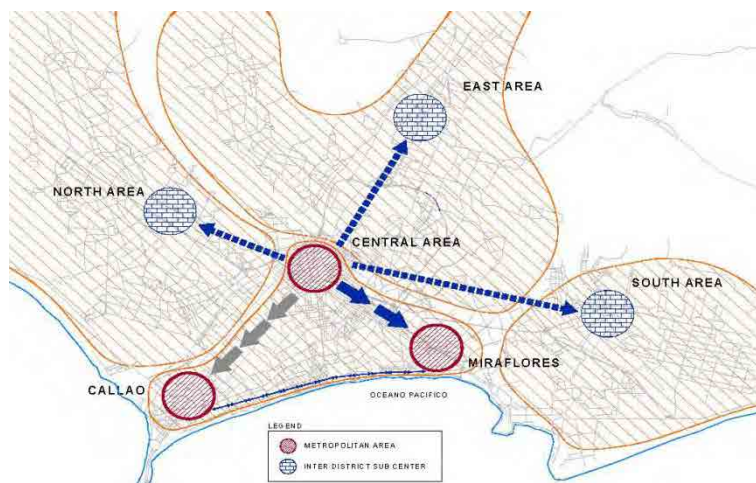 EAST AREA
NORTH AREA
CENTRAL AREA
SOUTH AREA
MIRAFLORES
CALLAO
OCEANO PACIFICO
LEGEND
METROPOLITAN AREA
INTER DISTRICT SUB CENTER